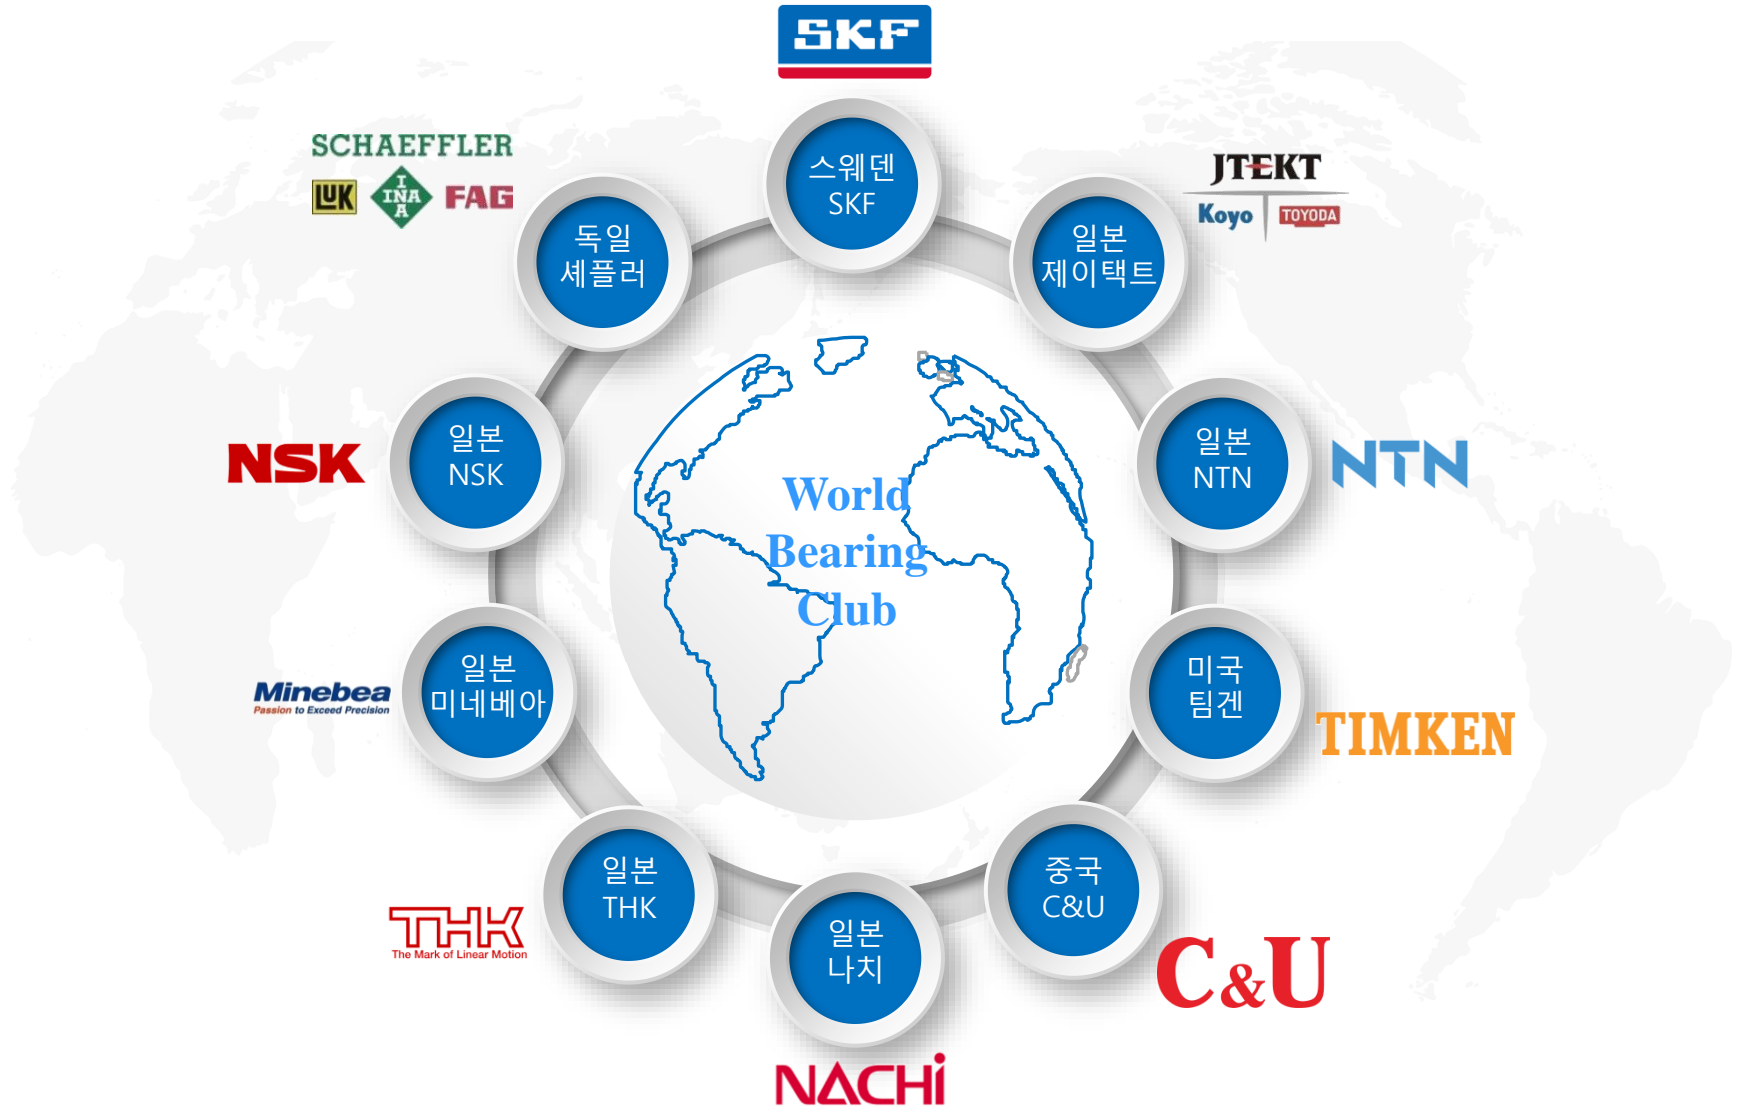 SKF
스웨덴
SKF
JTEKT
Koyo
TOYODA
일본
제이택트
일본
NTN
NTN
미국
팀겐
TIMKEN
중국
C&U
C&U
일본
나치
NACHi
일본
THK
THK
The Mark of Linear Motion
일본
미네베아
Minebea
Passion to Exceed Precision
일본
NSK
NSK
독일
셰플러
SCHAEFFLER
LUK
INA
INA
FAG
World
Bearing
Club